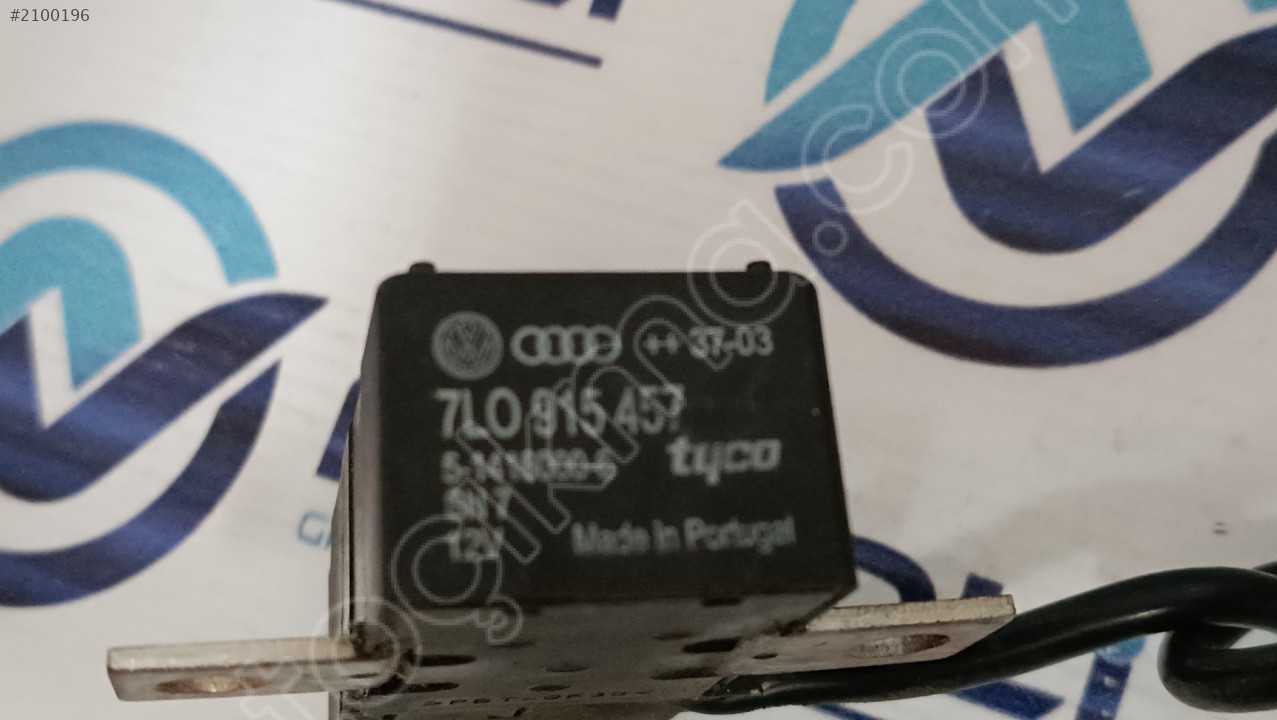 #2100196
++ 37-03
7L0 915 457
tyco
12V
Made in Portugal